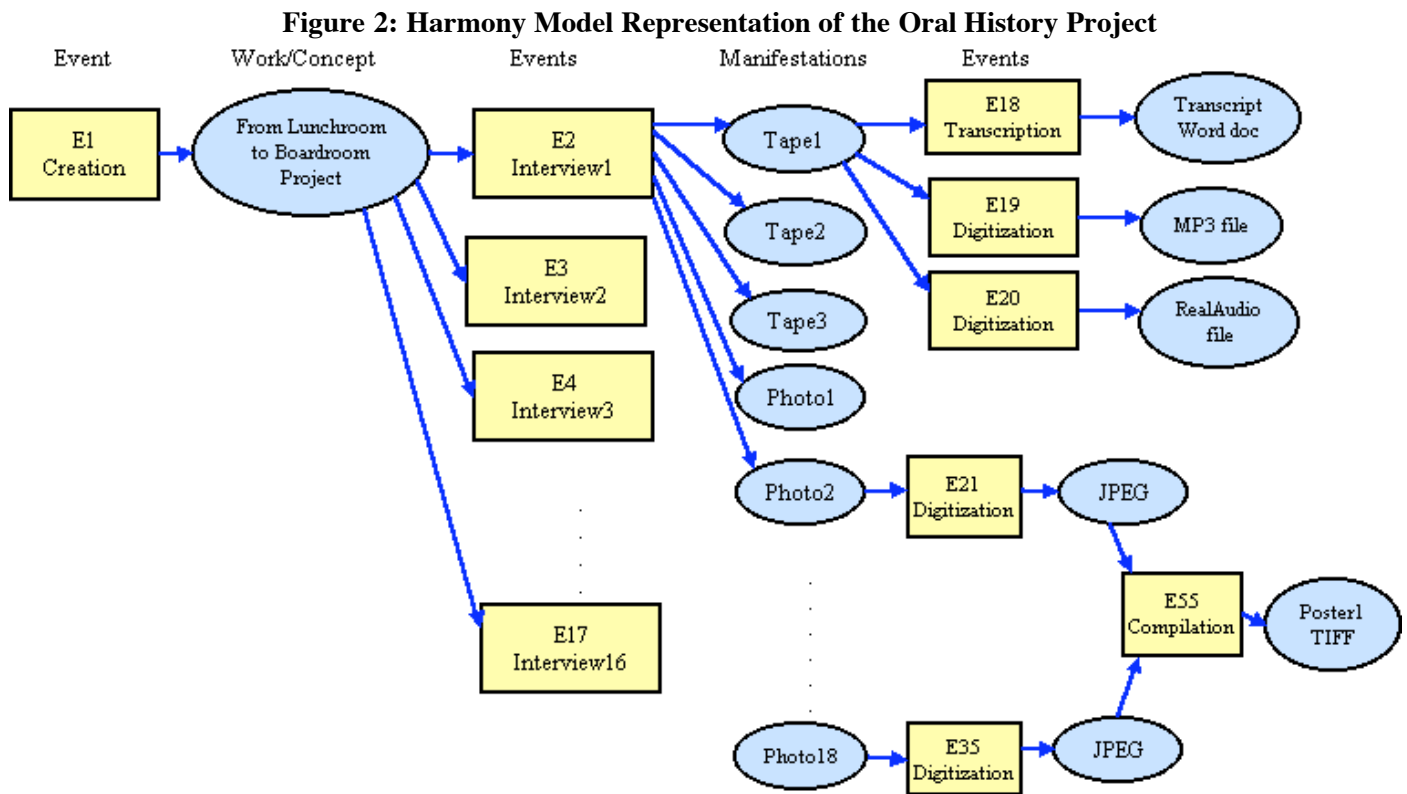 Figure 2: Harmony Model Representation of the Oral History Project
Event
Work/Concept
Events
Manifestations
Events
E1
Creation
From Lunchroom
to Boardroom
Project
E2
Interview1
E3
Interview2
E4
Interview3
E17
Interview16
Tape1
Tape2
Tape3
Photo1
Photo2
Photo18
E18
Transcription
E19
Digitization
E20
Digitization
Transcript
Word doc
MP3 file
RealAudio
file
E21
Digitization
JPEG
E55
Compilation
Poster1
TIFF
E35
Digitization
JPEG